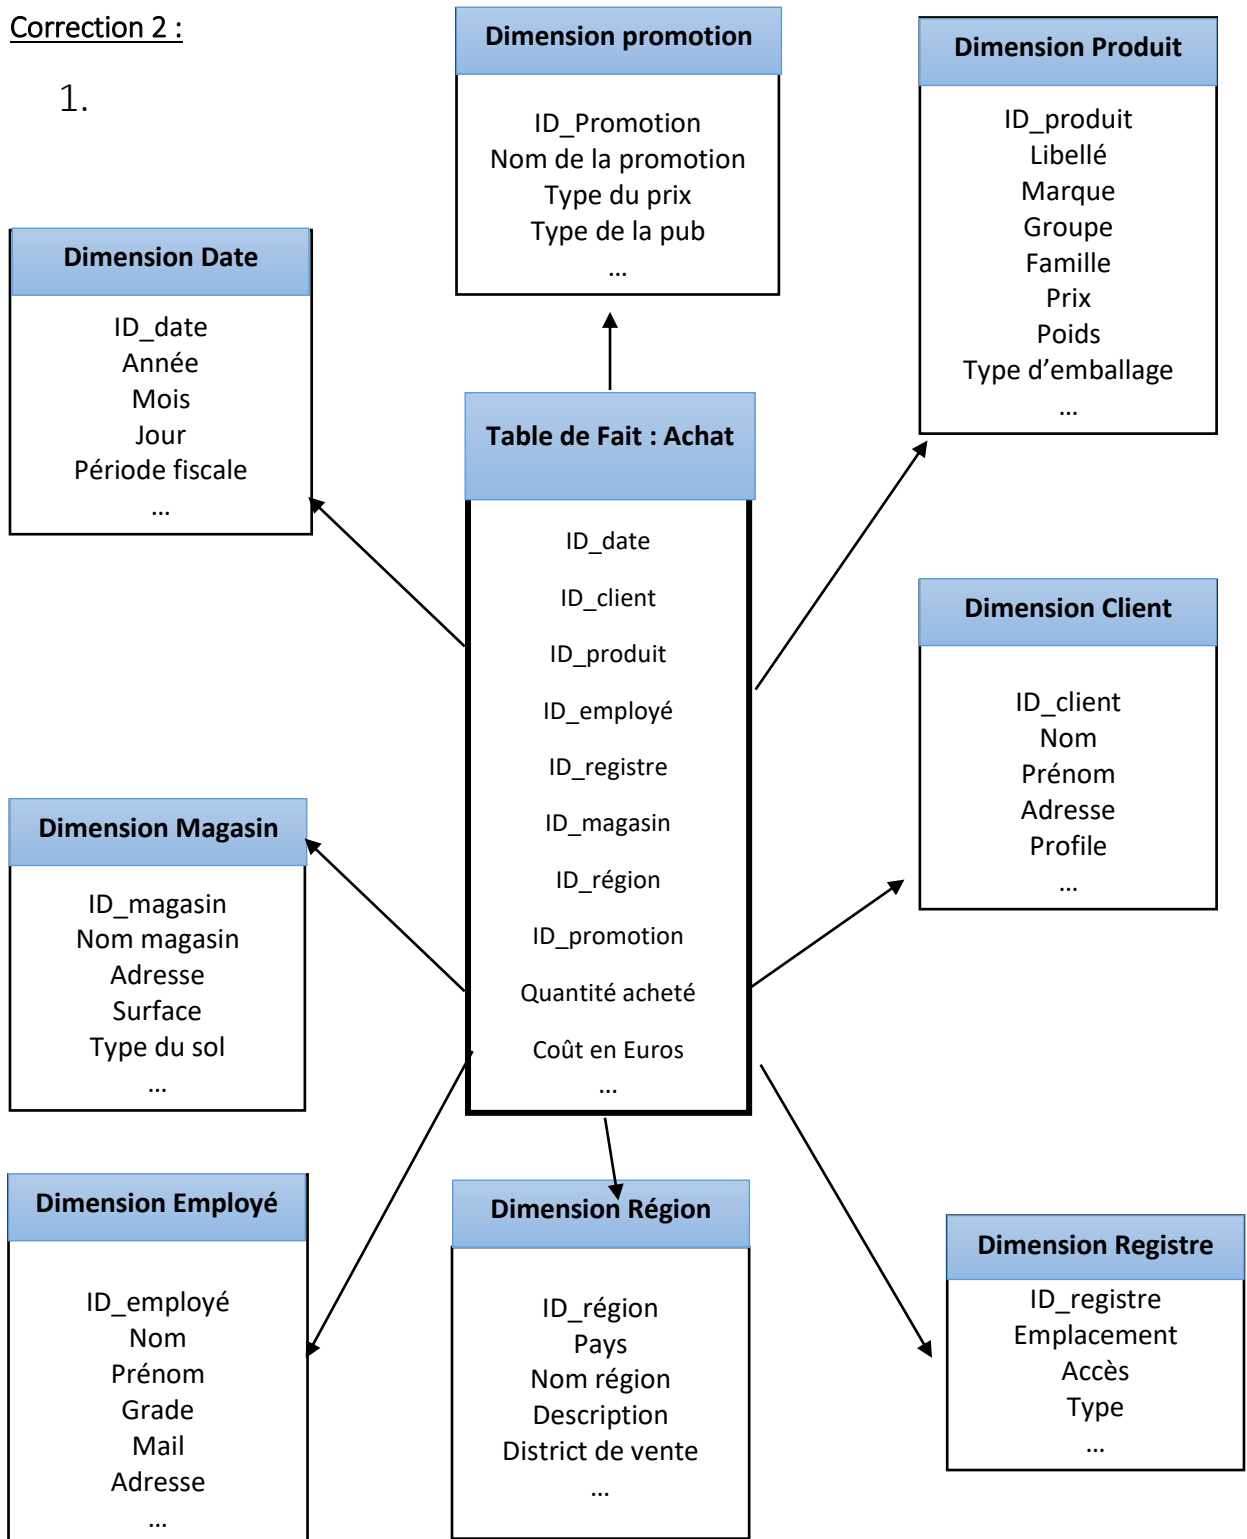 Correction 2 :
1.
Dimension promotion
ID_Promotion
Nom de la promotion
Type du prix
Type de la pub
...
Dimension Produit
ID_produit
Libellé
Marque
Groupe
Famille
Prix
Poids
Type d’emballage
...
Dimension Date
ID_date
Année
Mois
Jour
Période fiscale
...
Table de Fait : Achat
ID_date
ID_client
ID_produit
ID_employé
ID_registre
ID_magasin
ID_région
ID_promotion
Quantité acheté
Coût en Euros
...
Dimension Client
ID_client
Nom
Prénom
Adresse
Profile
...
Dimension Magasin
ID_magasin
Nom magasin
Adresse
Surface
Type du sol
...
Dimension Employé
ID_employé
Nom
Prénom
Grade
Mail
Adresse
...
Dimension Région
ID_région
Pays
Nom région
Description
District de vente
...
Dimension Registre
ID_registre
Emplacement
Accès
Type
...